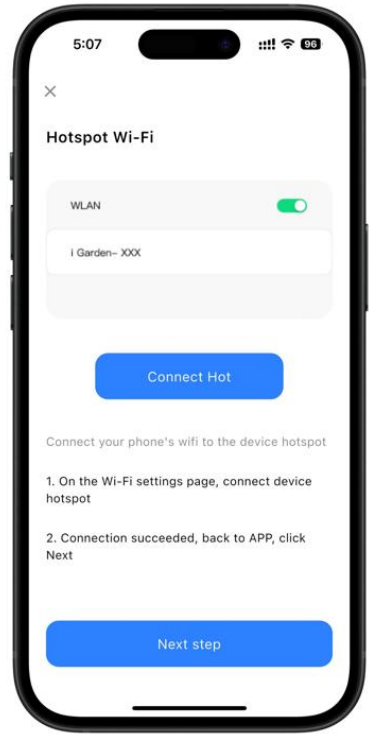 5:07
96
Hotspot Wi-Fi
WLAN
i Garden– XXX
Connect Hot
Connect your phone's wifi to the device hotspot
1. On the Wi-Fi settings page, connect device
hotspot
2. Connection succeeded, back to APP, click
Next
Next step